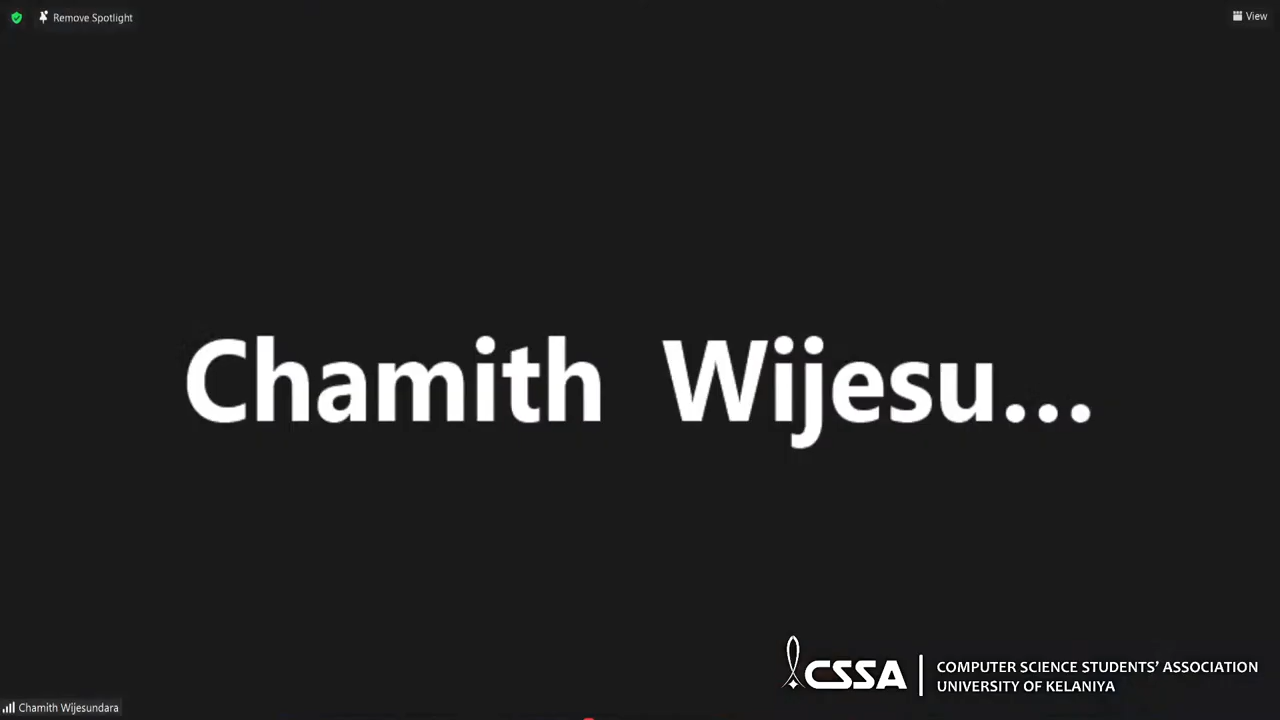 Remove Spotlight
View
Chamith Wijesu...
CSSA
COMPUTER SCIENCE STUDENTS' ASSOCIATION
UNIVERSITY OF KELANIYA
Chamith Wijesundara